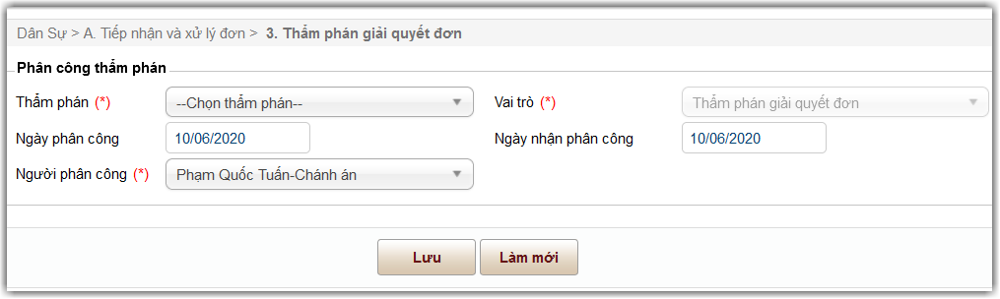 Dân Sự > A. Tiếp nhận và xử lý đơn > 3. Thẩm phán giải quyết đơn
Phân công thẩm phán
Thẩm phán (*) --Chọn thẩm phán-- Vai trò (*) Thẩm phán giải quyết đơn
Ngày phân công 10/06/2020 Ngày nhận phân công 10/06/2020
Người phân công (*) Phạm Quốc Tuấn-Chánh án
Lưu Làm mới